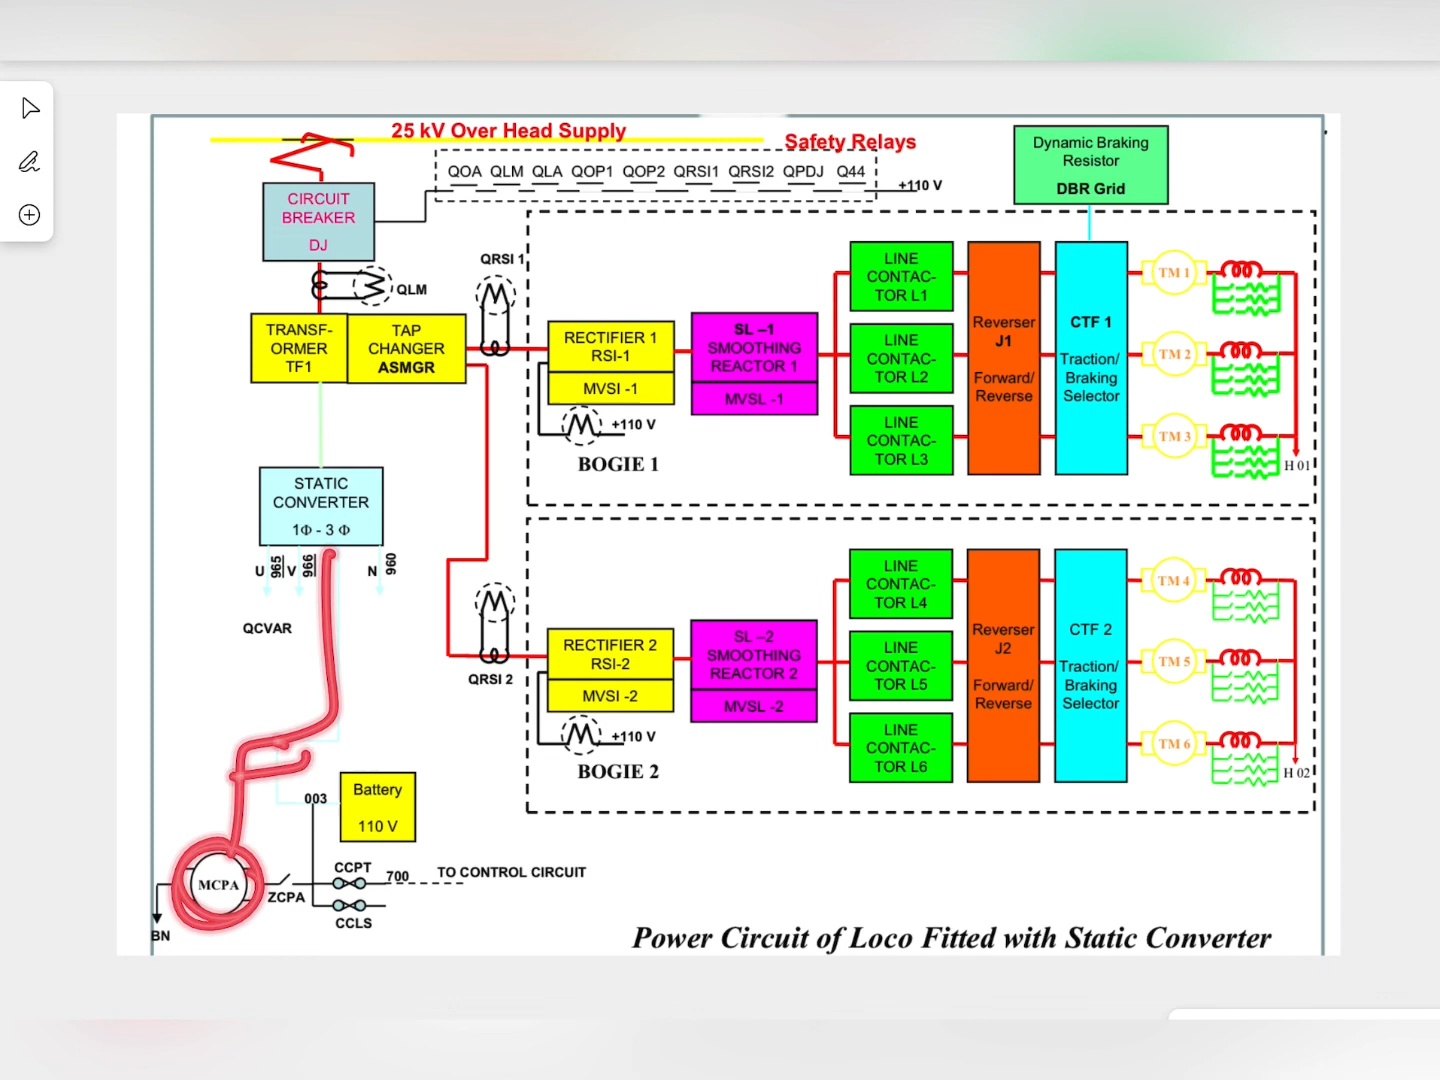 25 kV Over Head Supply
Safety Relays
QOA QLM QLA QOP1 QOP2 QRSI1 QRSI2 QPDJ Q44
+110 V
Dynamic Braking
Resistor
DBR Grid
CIRCUIT
BREAKER
DJ
QLM
QRSI 1
TRANSF-
ORMER
TF1
TAP
CHANGER
ASMGR
RECTIFIER 1
RSI-1
MVSI -1
+110 V
BOGIE 1
SL –1
SMOOTHING
REACTOR 1
MVSL -1
LINE
CONTAC-
TOR L1
LINE
CONTAC-
TOR L2
LINE
CONTAC-
TOR L3
Reverser
J1
Forward/
Reverse
CTF 1
Traction/
Braking
Selector
TM 1
TM 2
TM 3
H 01
STATIC
CONVERTER
1Φ - 3 Φ
U 965 V 966 N 960
QCVAR
QRSI 2
RECTIFIER 2
RSI-2
MVSI -2
+110 V
BOGIE 2
SL –2
SMOOTHING
REACTOR 2
MVSL -2
LINE
CONTAC-
TOR L4
LINE
CONTAC-
TOR L5
LINE
CONTAC-
TOR L6
Reverser
J2
Forward/
Reverse
CTF 2
Traction/
Braking
Selector
TM 4
TM 5
TM 6
H 02
003
Battery
110 V
MCPA
ZCPA
BN
CCPT
700
TO CONTROL CIRCUIT
CCLS
Power Circuit of Loco Fitted with Static Converter